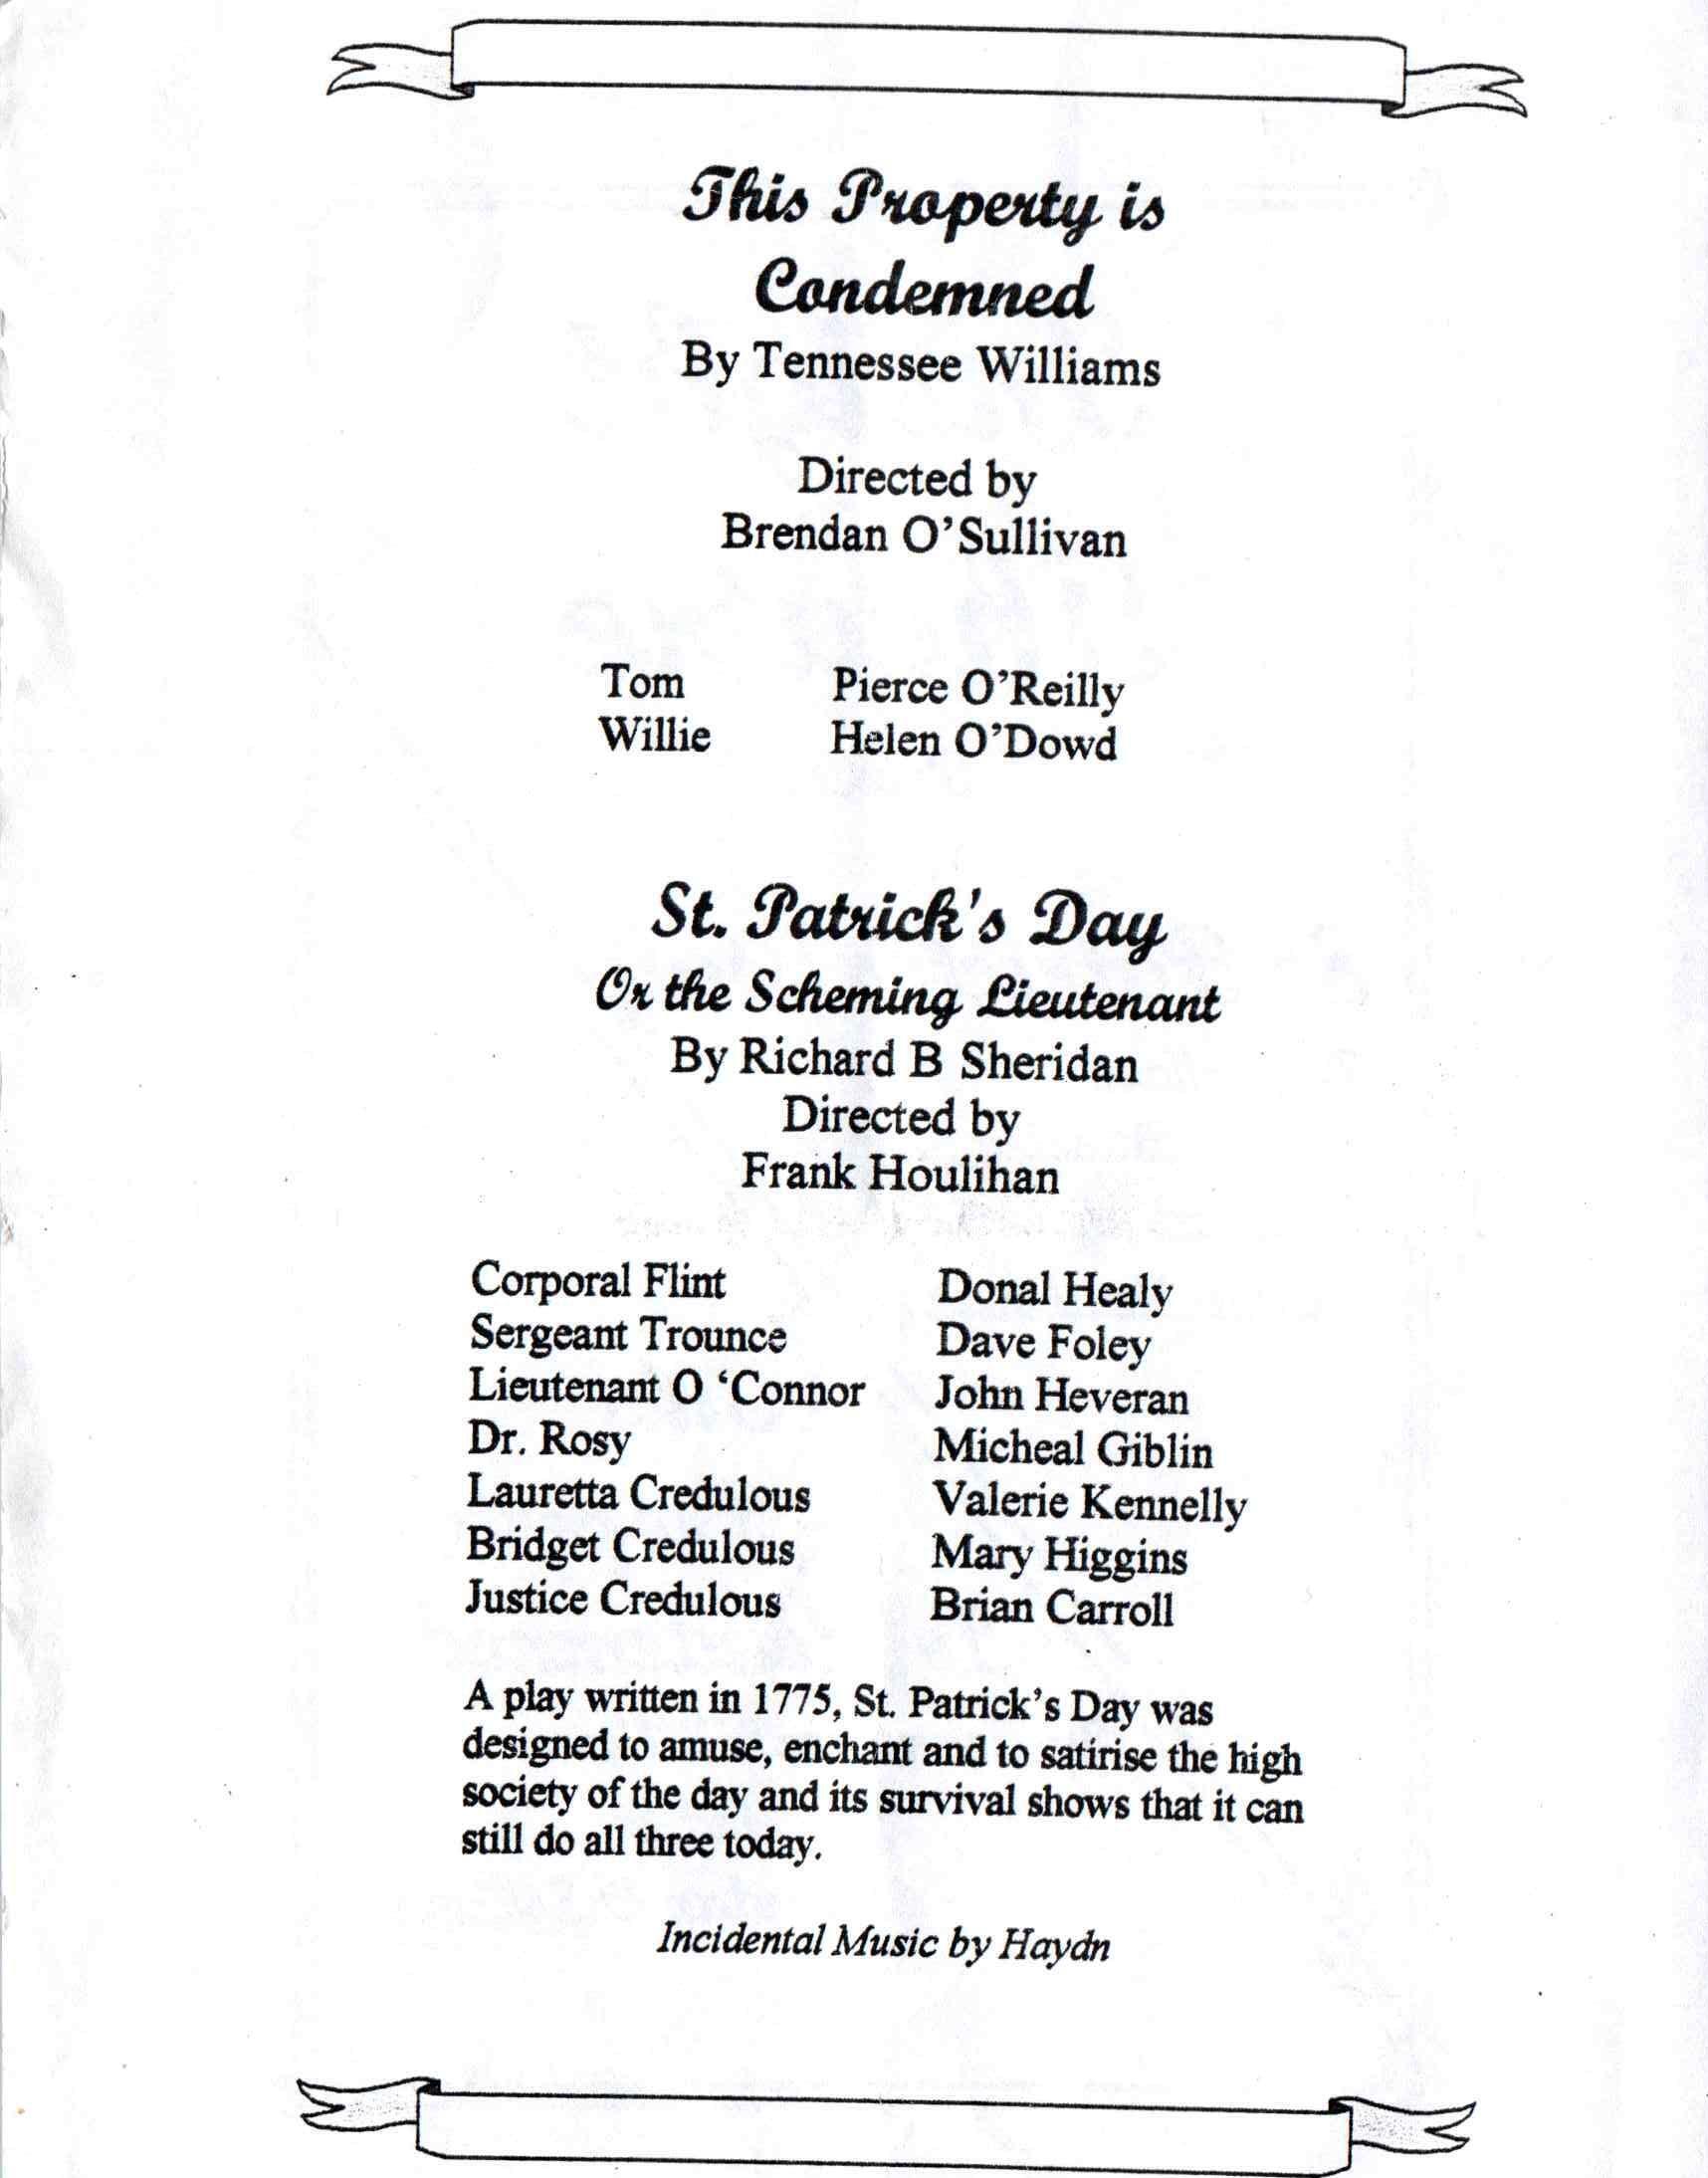 This Property is
Condemned
By Tennessee Williams
Directed by
Brendan O'Sullivan
Tom Pierce O'Reilly
Willie Helen O'Dowd
St. Patrick's Day
Or the Scheming Lieutenant
By Richard B Sheridan
Directed by
Frank Houlihan
Corporal Flint Donal Healy
Sergeant Trounce Dave Foley
Lieutenant O ‘Connor John Heveran
Dr. Rosy Micheal Giblin
Lauretta Credulous Valerie Kennelly
Bridget Credulous Mary Higgins
Justice Credulous Brian Carroll
A play written in 1775, St. Patrick's Day was
designed to amuse, enchant and to satirise the high
society of the day and its survival shows that it can
still do all three today.
Incidental Music by Haydn